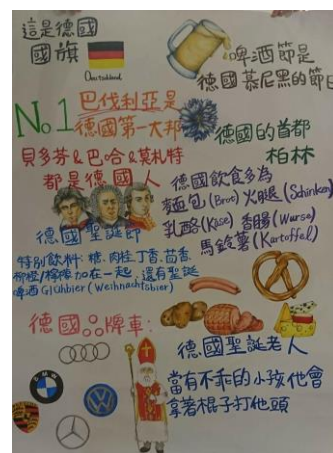 這是德國
國旗
Deutschland
啤酒節是
德國慕尼黑的節日
No.1 巴伐利亞是
德國第一大邦
德國的首都
柏林
貝多芬&巴哈&莫札特
都是德國人
德國飲食多為
麵包(Brot) 火腿(Schinken)
乳酪(Käse) 香腸(Wurse)
馬鈴薯(Kartoffel)
德國聖誕節
特別飲料: 糖、肉桂、丁香、茴香、
柳橙/檸檬加在一起,還有聖誕
啤酒Glühbier(Weihnachtsbier)
德國品牌車:
BMW
德國聖誕老人
當有不乖的小孩他會
拿著棍子打他頭